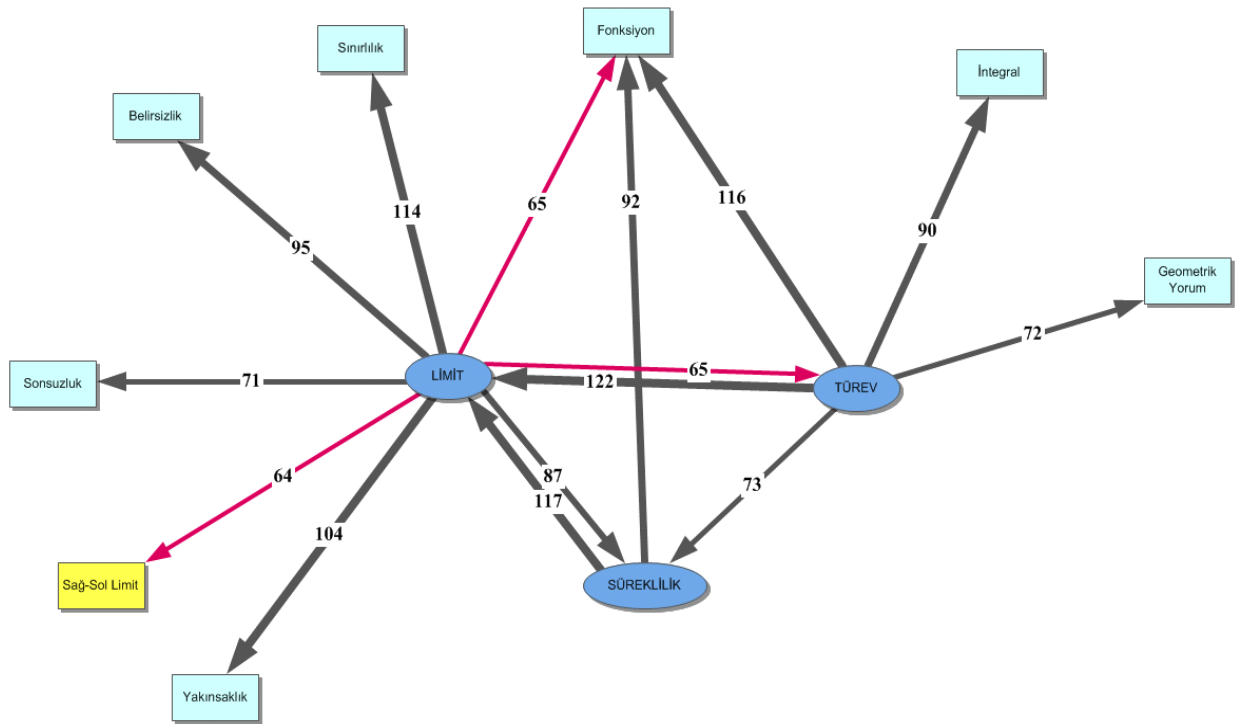 Fonksiyon
Sınırlılık
İntegral
Belirsizlik
65
92
116
114
90
95
Geometrik
Yorum
72
LİMİT
65
Sonsuzluk
71
122
TÜREV
64
87
73
117
104
Sağ-Sol Limit
SÜREKLİLİK
Yakınsaklık